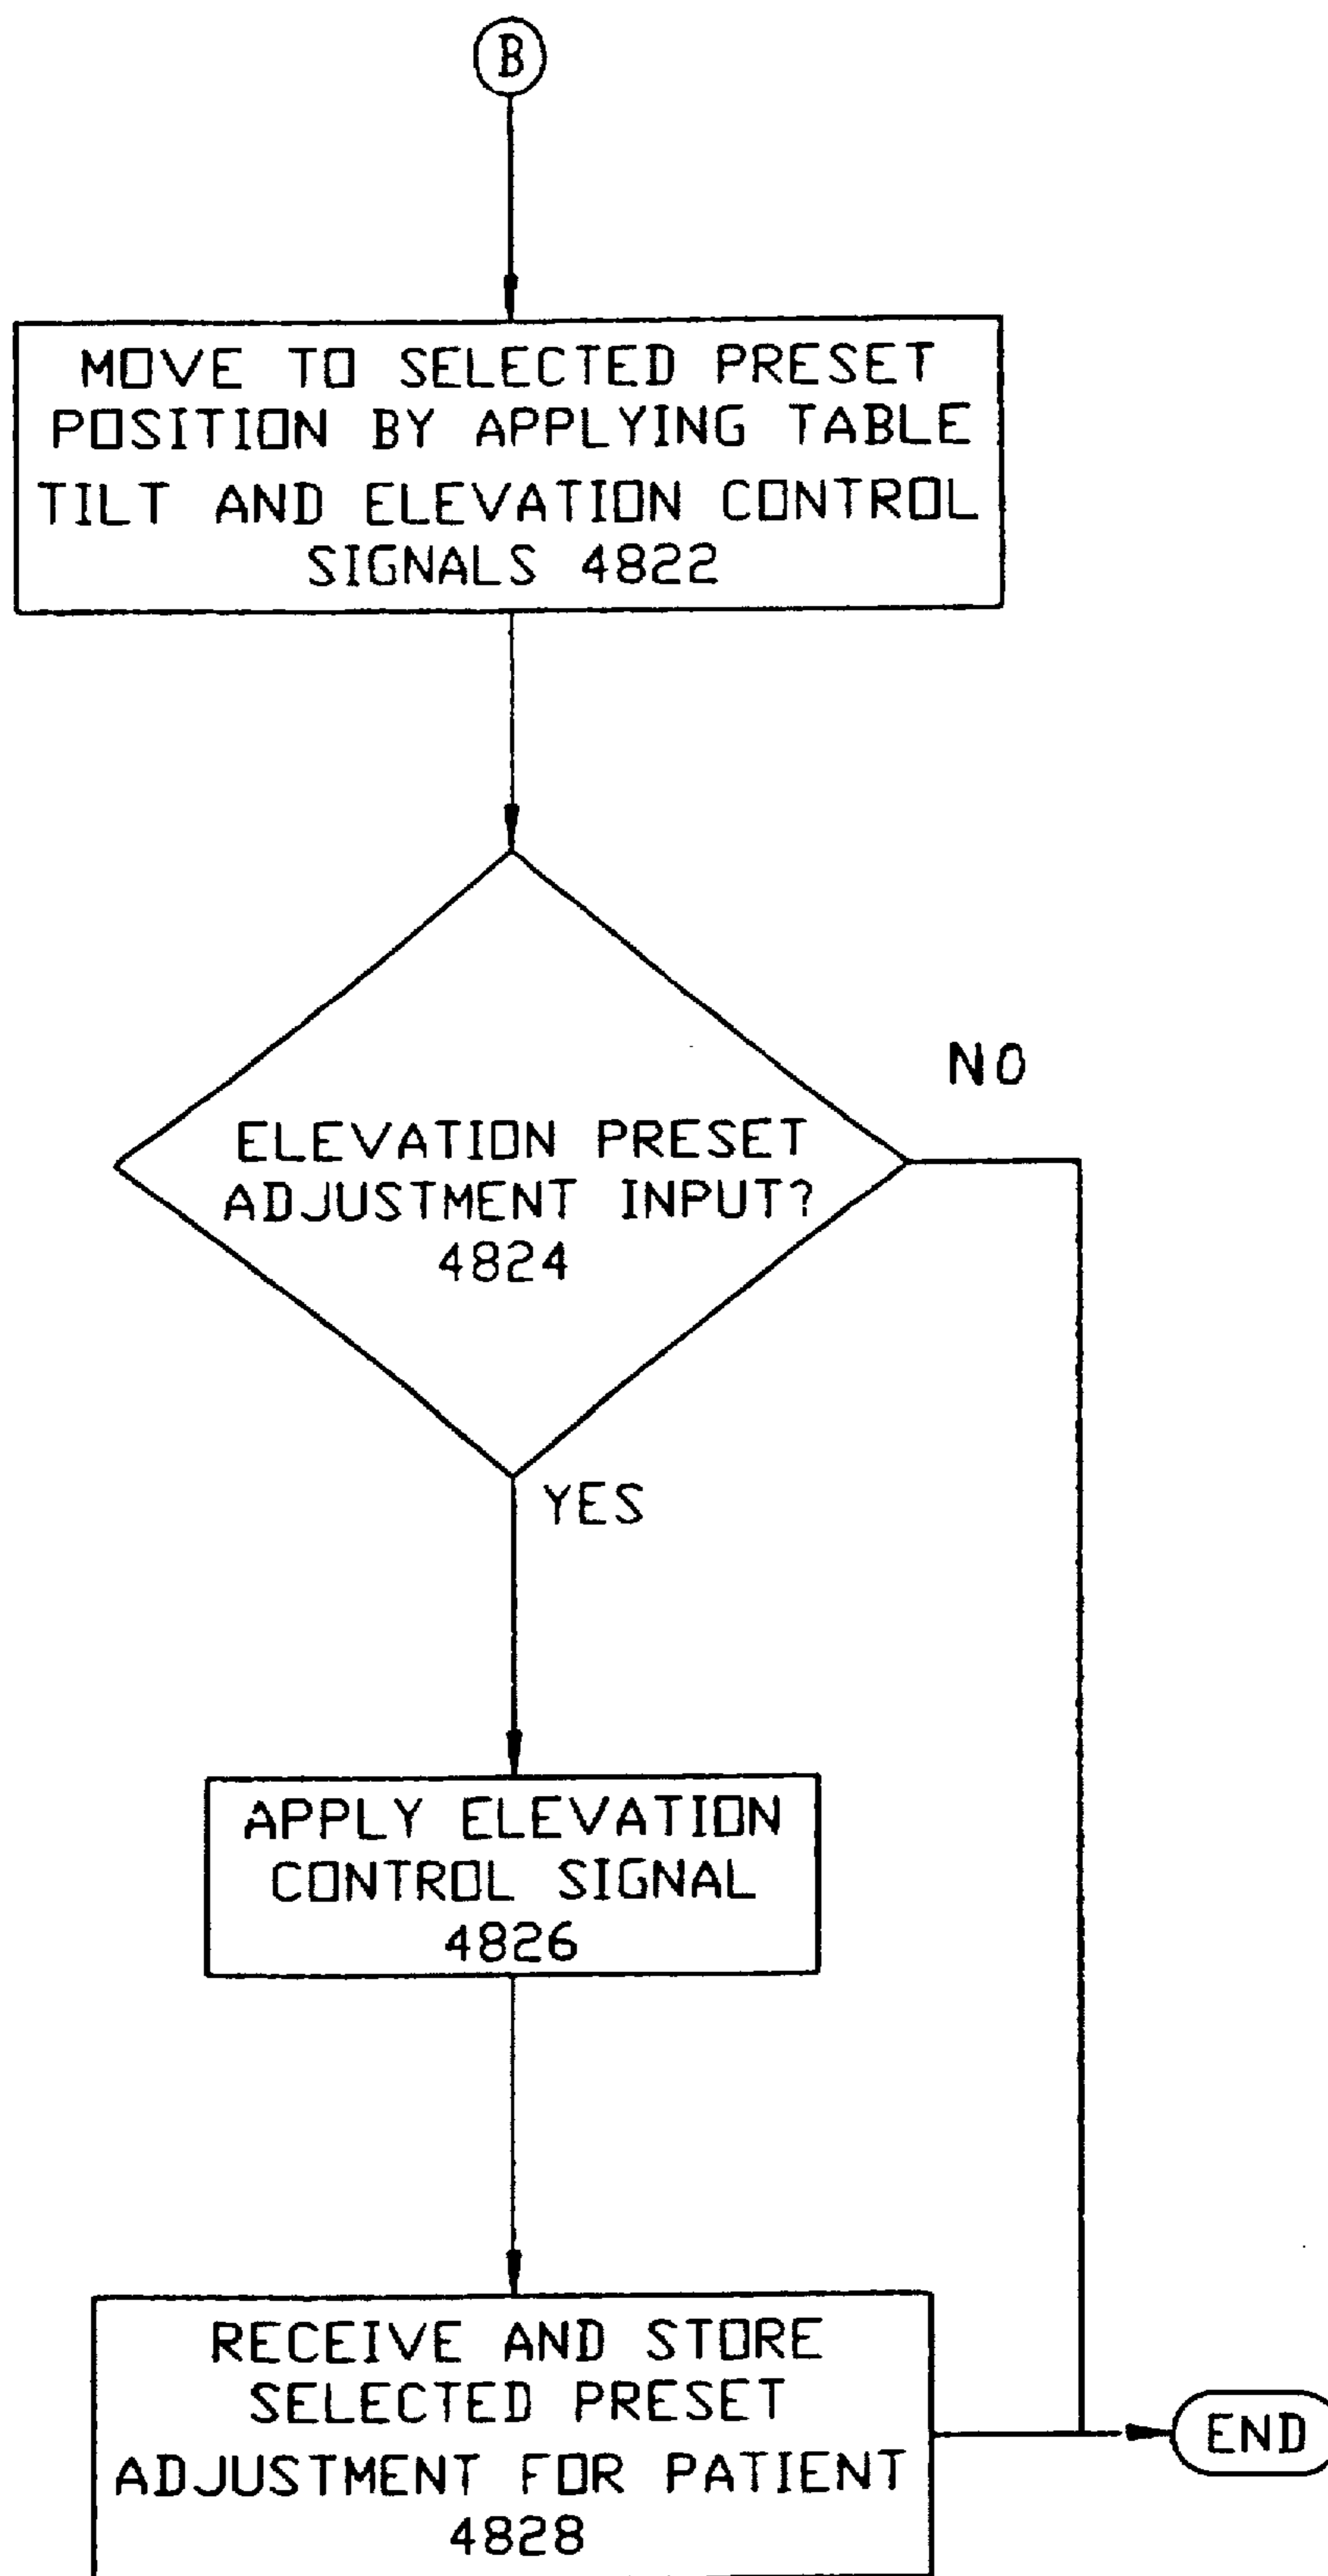 B
MOVE TO SELECTED PRESET
POSITION BY APPLYING TABLE
TILT AND ELEVATION CONTROL
SIGNALS 4822
NO
ELEVATION PRESET
ADJUSTMENT INPUT?
4824
YES
APPLY ELEVATION
CONTROL SIGNAL
4826
RECEIVE AND STORE
SELECTED PRESET
ADJUSTMENT FOR PATIENT
4828
END